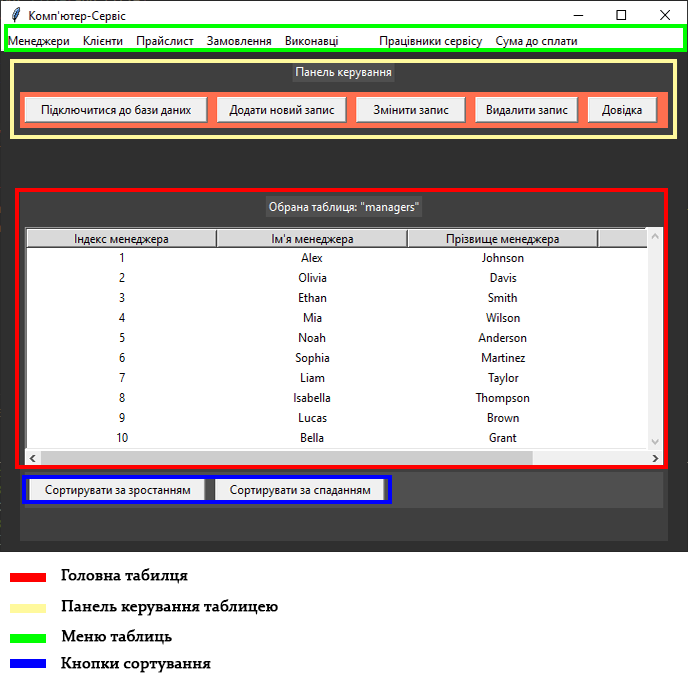 Комп'ютер-Сервіс
Менеджери Клієнти Прайслист Замовлення Виконавці Працівники сервісу Сума до сплати
Панель керування
Підключитися до бази даних Додати новий запис Змінити запис Видалити запис Довідка
Обрана таблиця: "managers"
Індекс менеджера Ім'я менеджера Прізвище менеджера
1 Alex Johnson
2 Olivia Davis
3 Ethan Smith
4 Mia Wilson
5 Noah Anderson
6 Sophia Martinez
7 Liam Taylor
8 Isabella Thompson
9 Lucas Brown
10 Bella Grant
Сортирувати за зростанням Сортирувати за спаданням
Головна табилця
Панель керування таблицею
Меню таблиць
Кнопки сортування